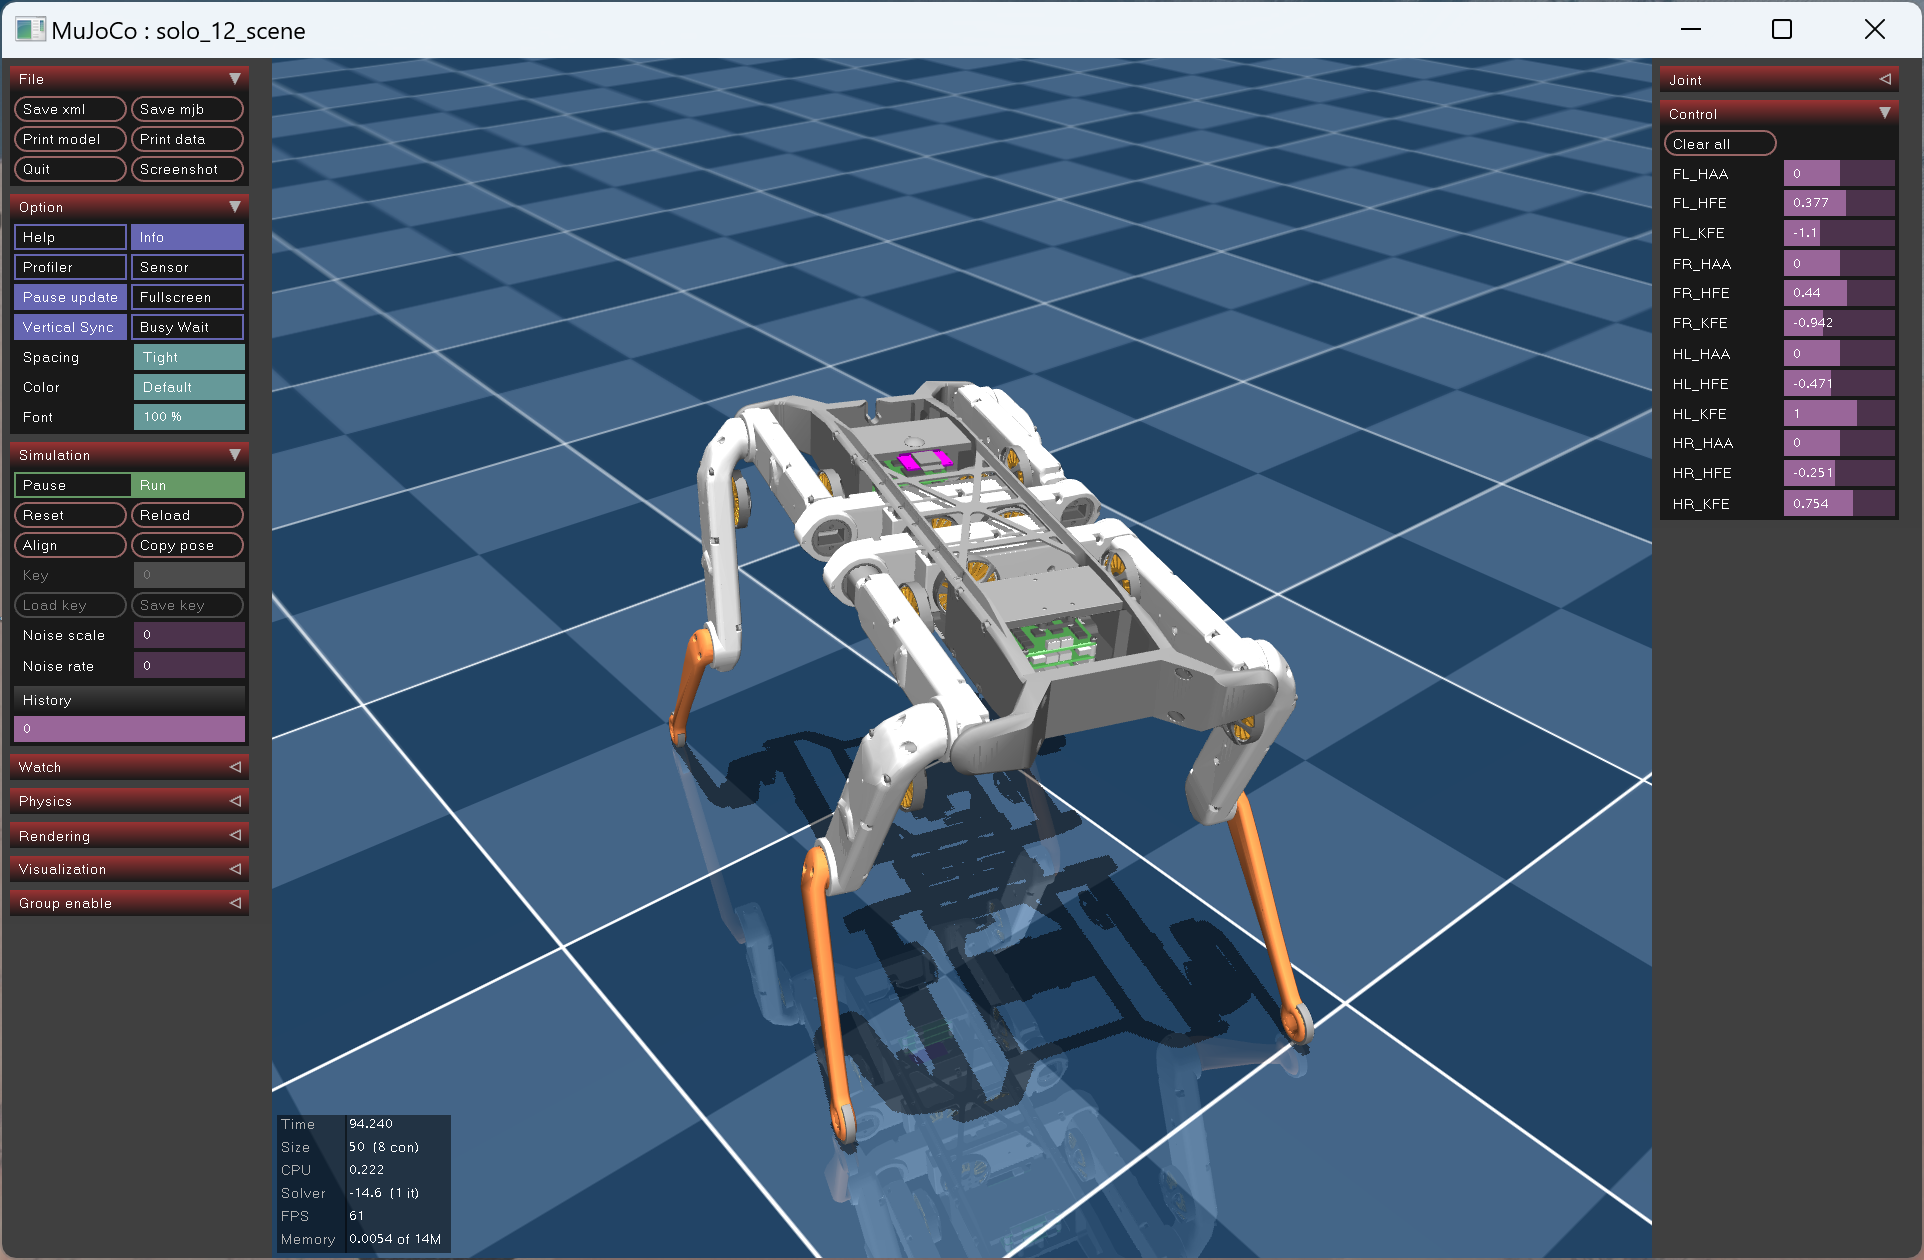 MuJoCo : solo_12_scene
File
Save xml Save mjb
Print model Print data
Quit Screenshot
Option
Help Info
Profiler Sensor
Pause update Fullscreen
Vertical Sync Busy Wait
Spacing Tight
Color Default
Font 100 %
Simulation
Pause Run
Reset Reload
Align Copy pose
Key 0
Load key Save key
Noise scale 0
Noise rate 0
History
0
Watch
Physics
Rendering
Visualization
Group enable
Time 94.240
Size 50 (8 con)
CPU 0.222
Solver -14.6 (1 it)
FPS 61
Memory 0.0054 of 14M
Joint
Control
Clear all
FL_HAA 0
FL_HFE 0.377
FL_KFE -1.1
FR_HAA 0
FR_HFE 0.44
FR_KFE -0.942
HL_HAA 0
HL_HFE -0.471
HL_KFE 1
HR_HAA 0
HR_HFE -0.251
HR_KFE 0.754